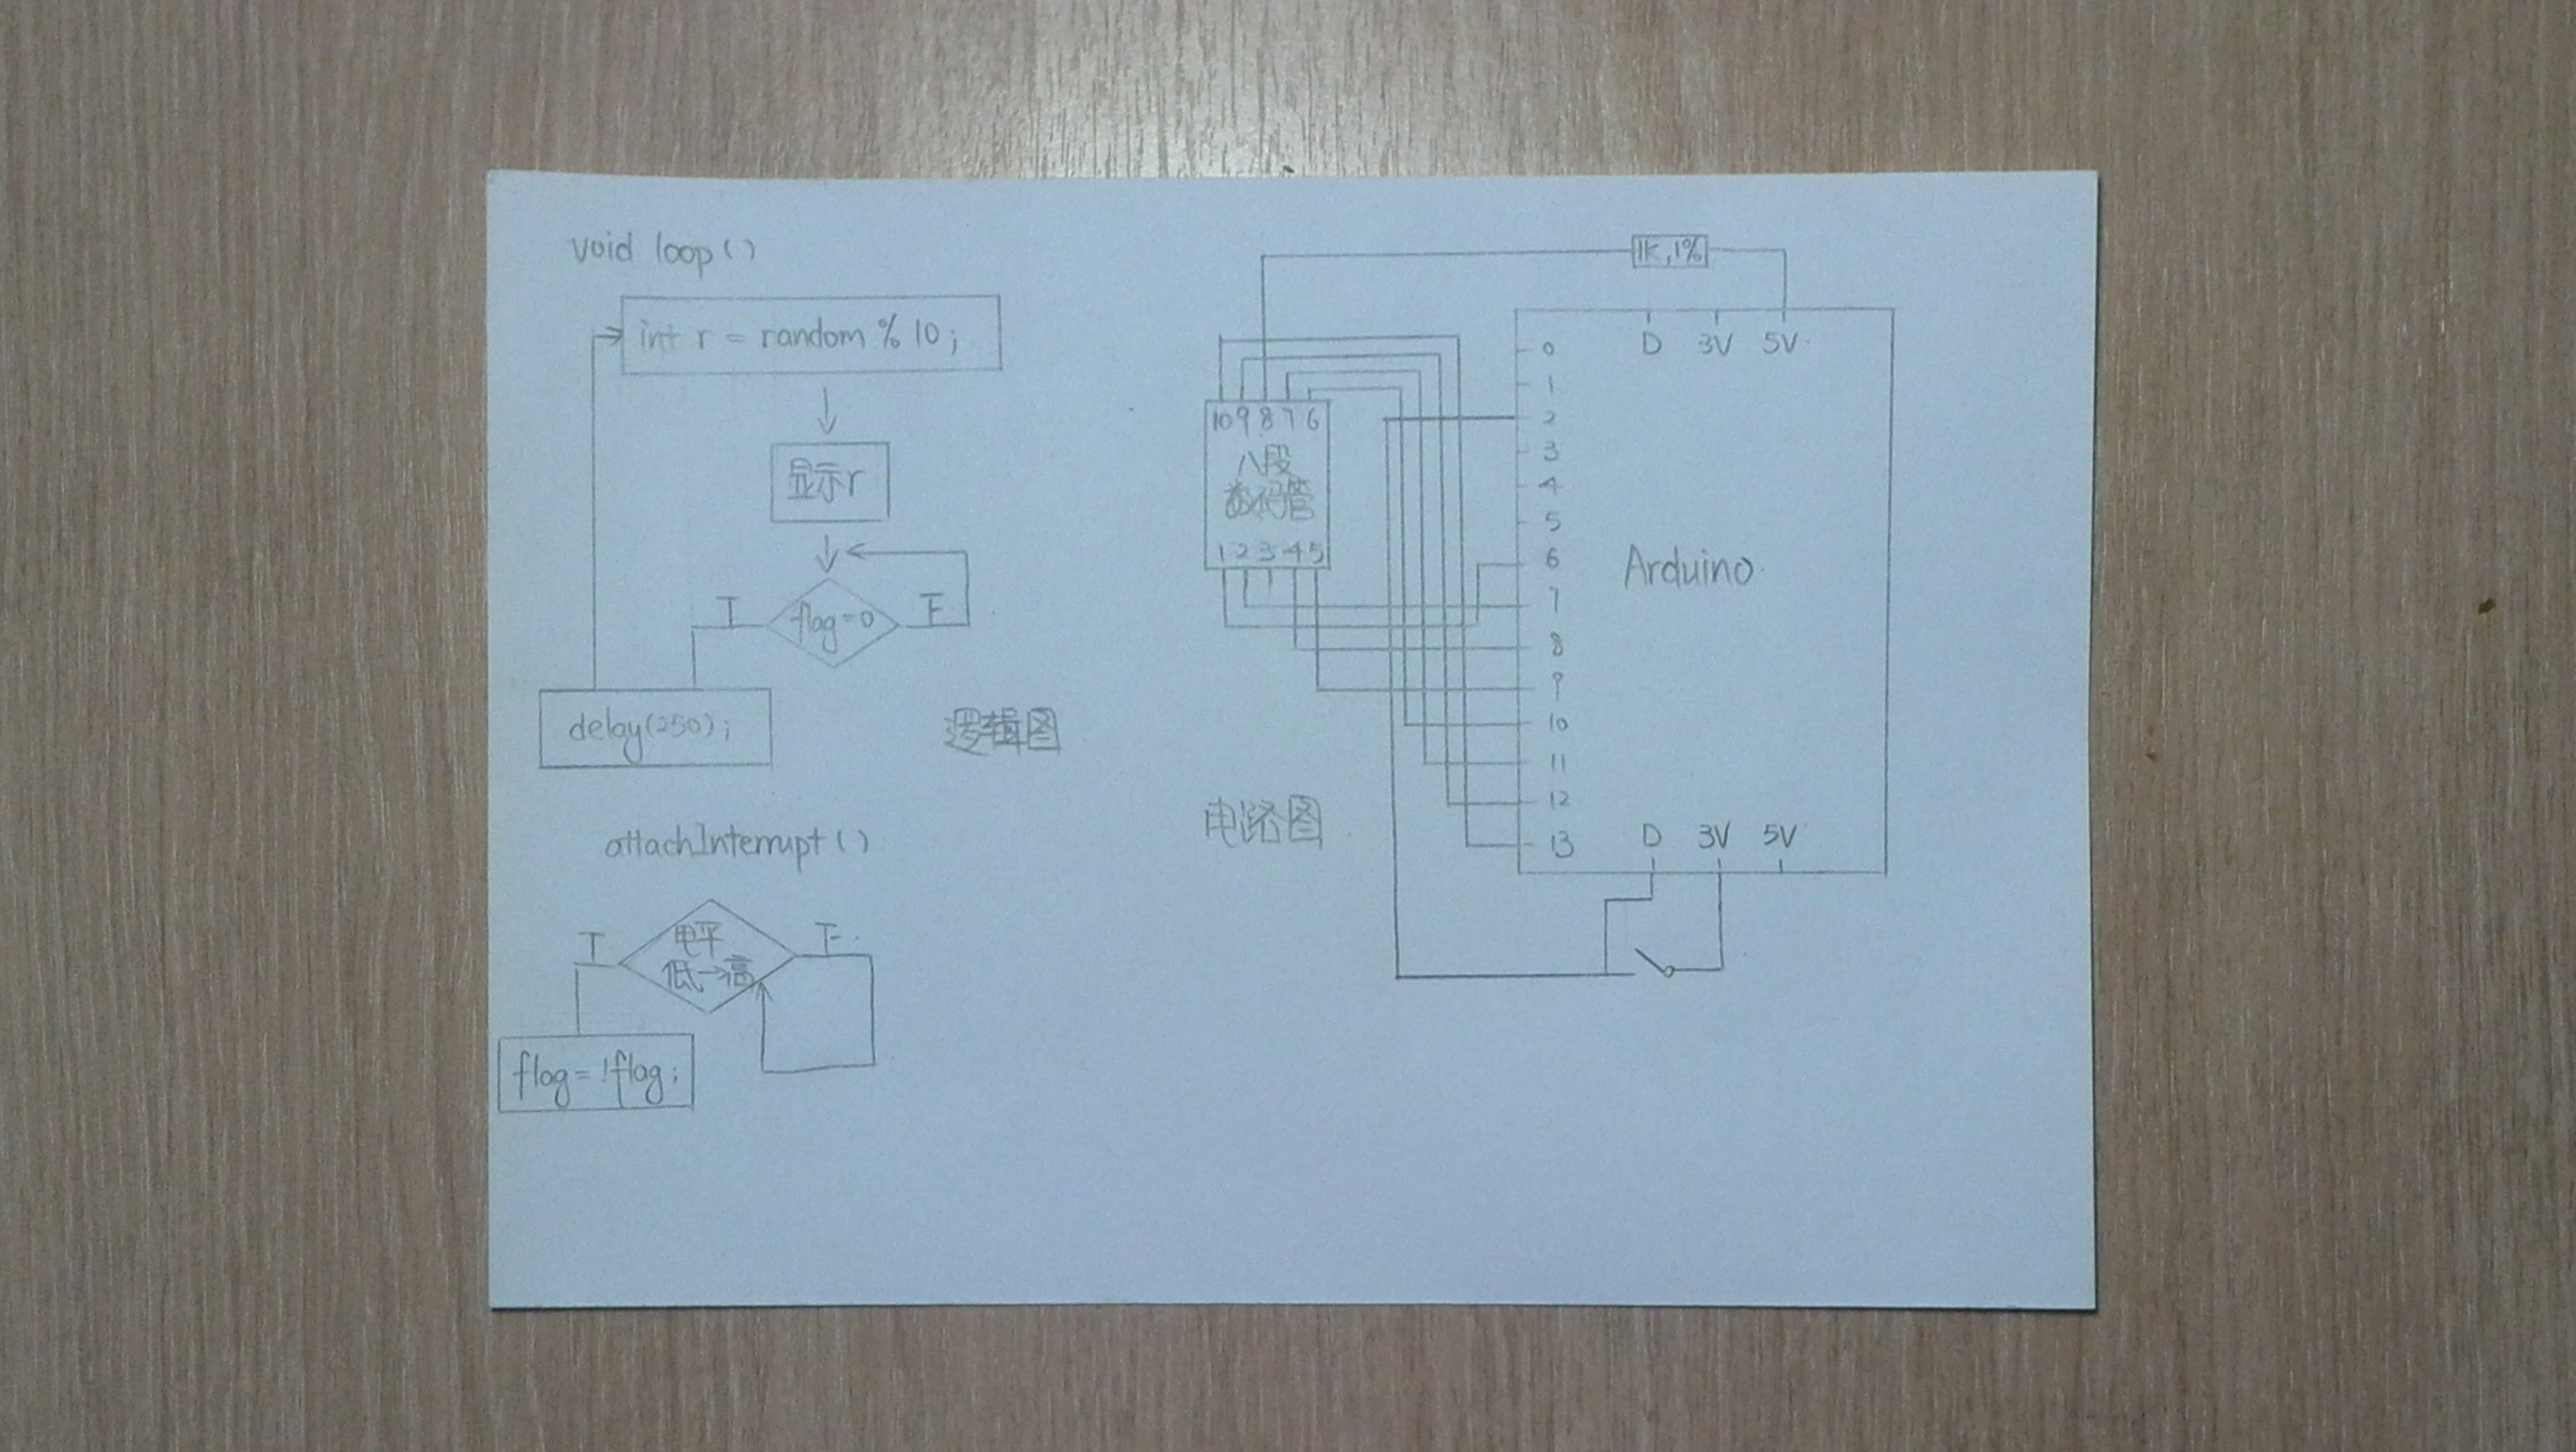 void loop()
int r = random % 10;
显示r
flag=0
T
F
delay(250);
逻辑图
attachInterrupt()
电平
低→高
T
F
flag=!flag;
1K,1%
D 3V 5V
0
1
2
3
4
5
6
7
8
9
10
11
12
13
Arduino
D 3V 5V
10 9 8 7 6
八段
数码管
1 2 3 4 5
电路图